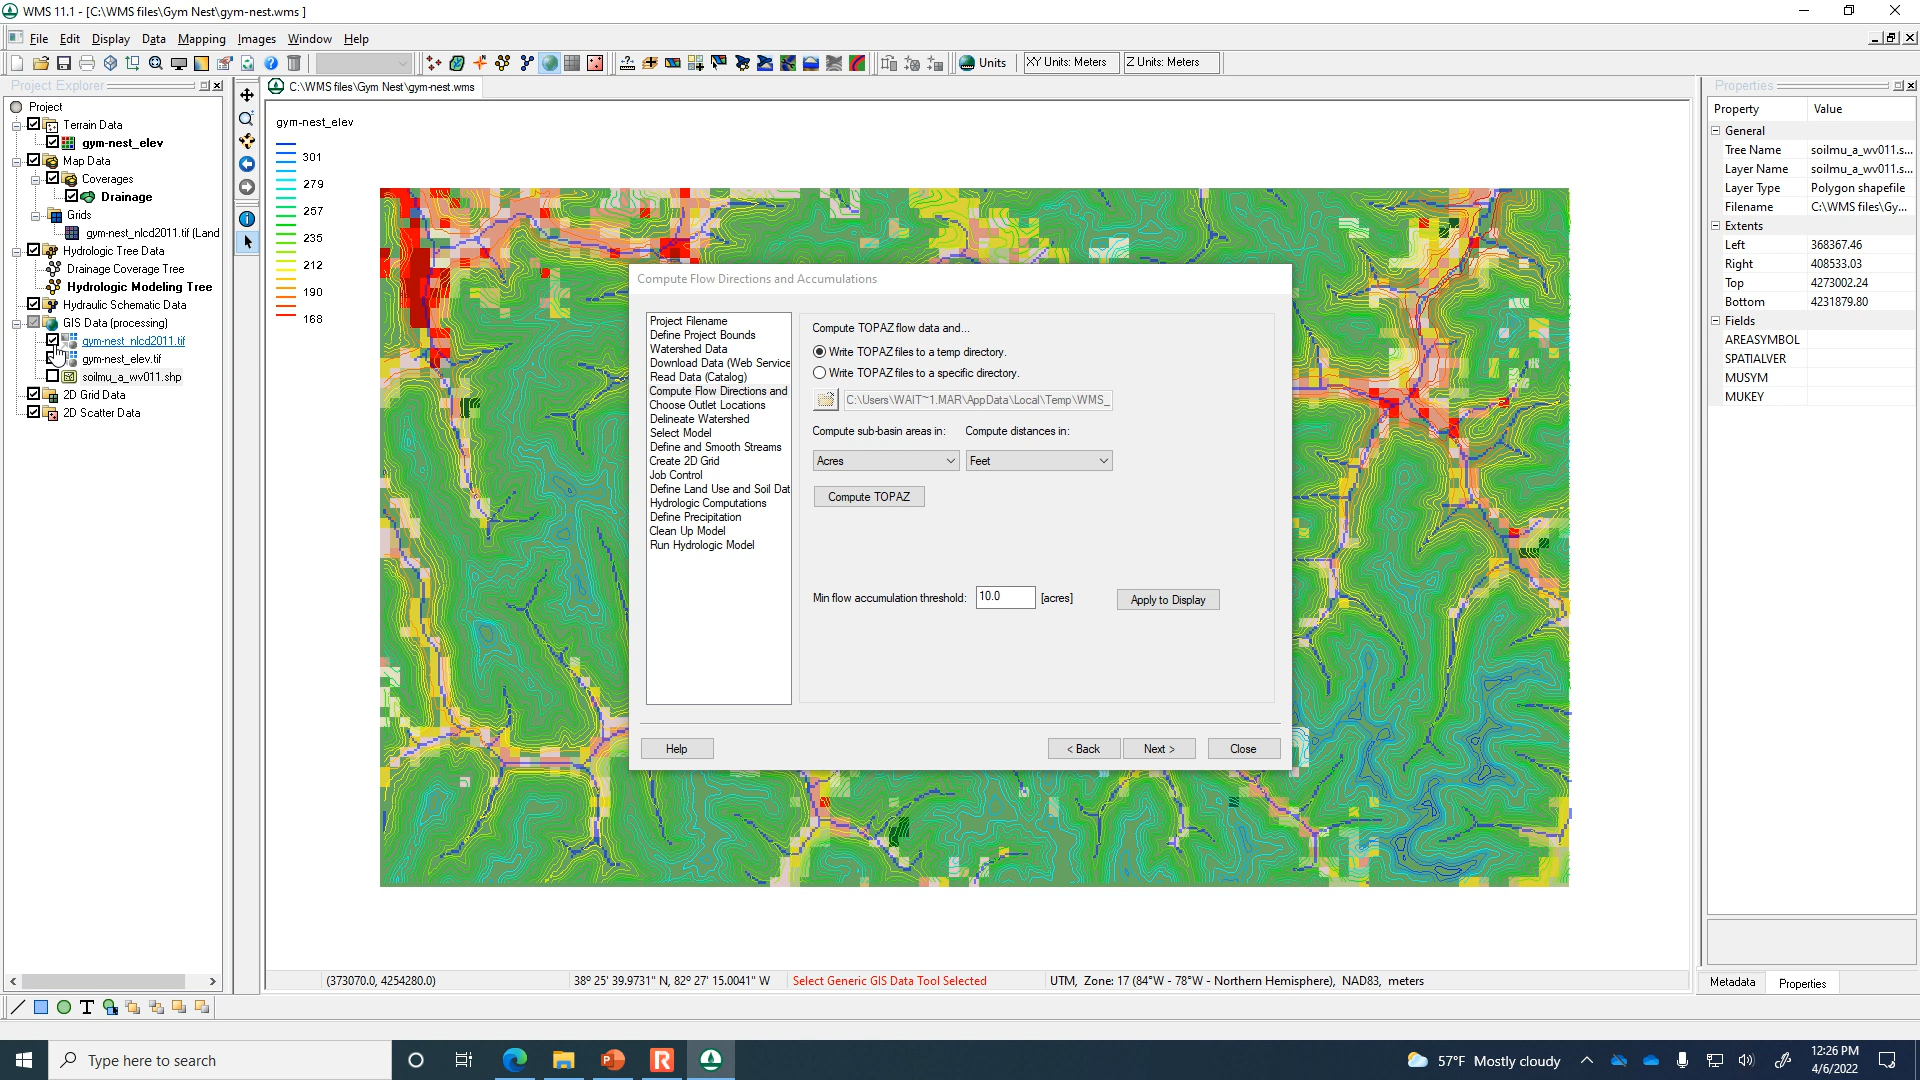 WMS 11.1 - [C:\WMS files\Gym Nest\gym-nest.wms ]
File Edit Display Data Mapping Images Window Help
Units
XY Units: Meters
Z Units: Meters
Project Explorer
Project
Terrain Data
gym-nest_elev
Map Data
Coverages
Drainage
Grids
gym-nest_nlcd2011.tif (Land
Hydrologic Tree Data
Drainage Coverage Tree
Hydrologic Modeling Tree
Hydraulic Schematic Data
GIS Data (processing)
gym-nest_nlcd2011.tif
gym-nest_elev.tif
soilmu_a_wv011.shp
2D Grid Data
2D Scatter Data
C:\WMS files\Gym Nest\gym-nest.wms
gym-nest_elev
301
279
257
235
212
190
168
Compute Flow Directions and Accumulations
Project Filename
Define Project Bounds
Watershed Data
Download Data (Web Service
Read Data (Catalog)
Compute Flow Directions and
Choose Outlet Locations
Delineate Watershed
Select Model
Define and Smooth Streams
Create 2D Grid
Job Control
Define Land Use and Soil Dat
Hydrologic Computations
Define Precipitation
Clean Up Model
Run Hydrologic Model
Compute TOPAZ flow data and...
Write TOPAZ files to a temp directory.
Write TOPAZ files to a specific directory.
C:\Users\WAIT~1.MAR\AppData\Local\Temp\WMS_
Compute sub-basin areas in: Compute distances in:
Acres Feet
Compute TOPAZ
Min flow accumulation threshold: 10.0 [acres] Apply to Display
Help < Back Next > Close
Properties
Property Value
General
Tree Name soilmu_a_wv011.s...
Layer Name soilmu_a_wv011.s...
Layer Type Polygon shapefile
Filename C:\WMS files\Gy...
Extents
Left 368367.46
Right 408533.03
Top 4273002.24
Bottom 4231879.80
Fields
AREASYMBOL
SPATIALVER
MUSYM
MUKEY
Metadata Properties
(373070.0, 4254280.0) 38° 25' 39.9731" N, 82° 27' 15.0041" W Select Generic GIS Data Tool Selected UTM, Zone: 17 (84°W - 78°W - Northern Hemisphere), NAD83, meters
T
Type here to search
R
57°F Mostly cloudy
12:26 PM
4/6/2022